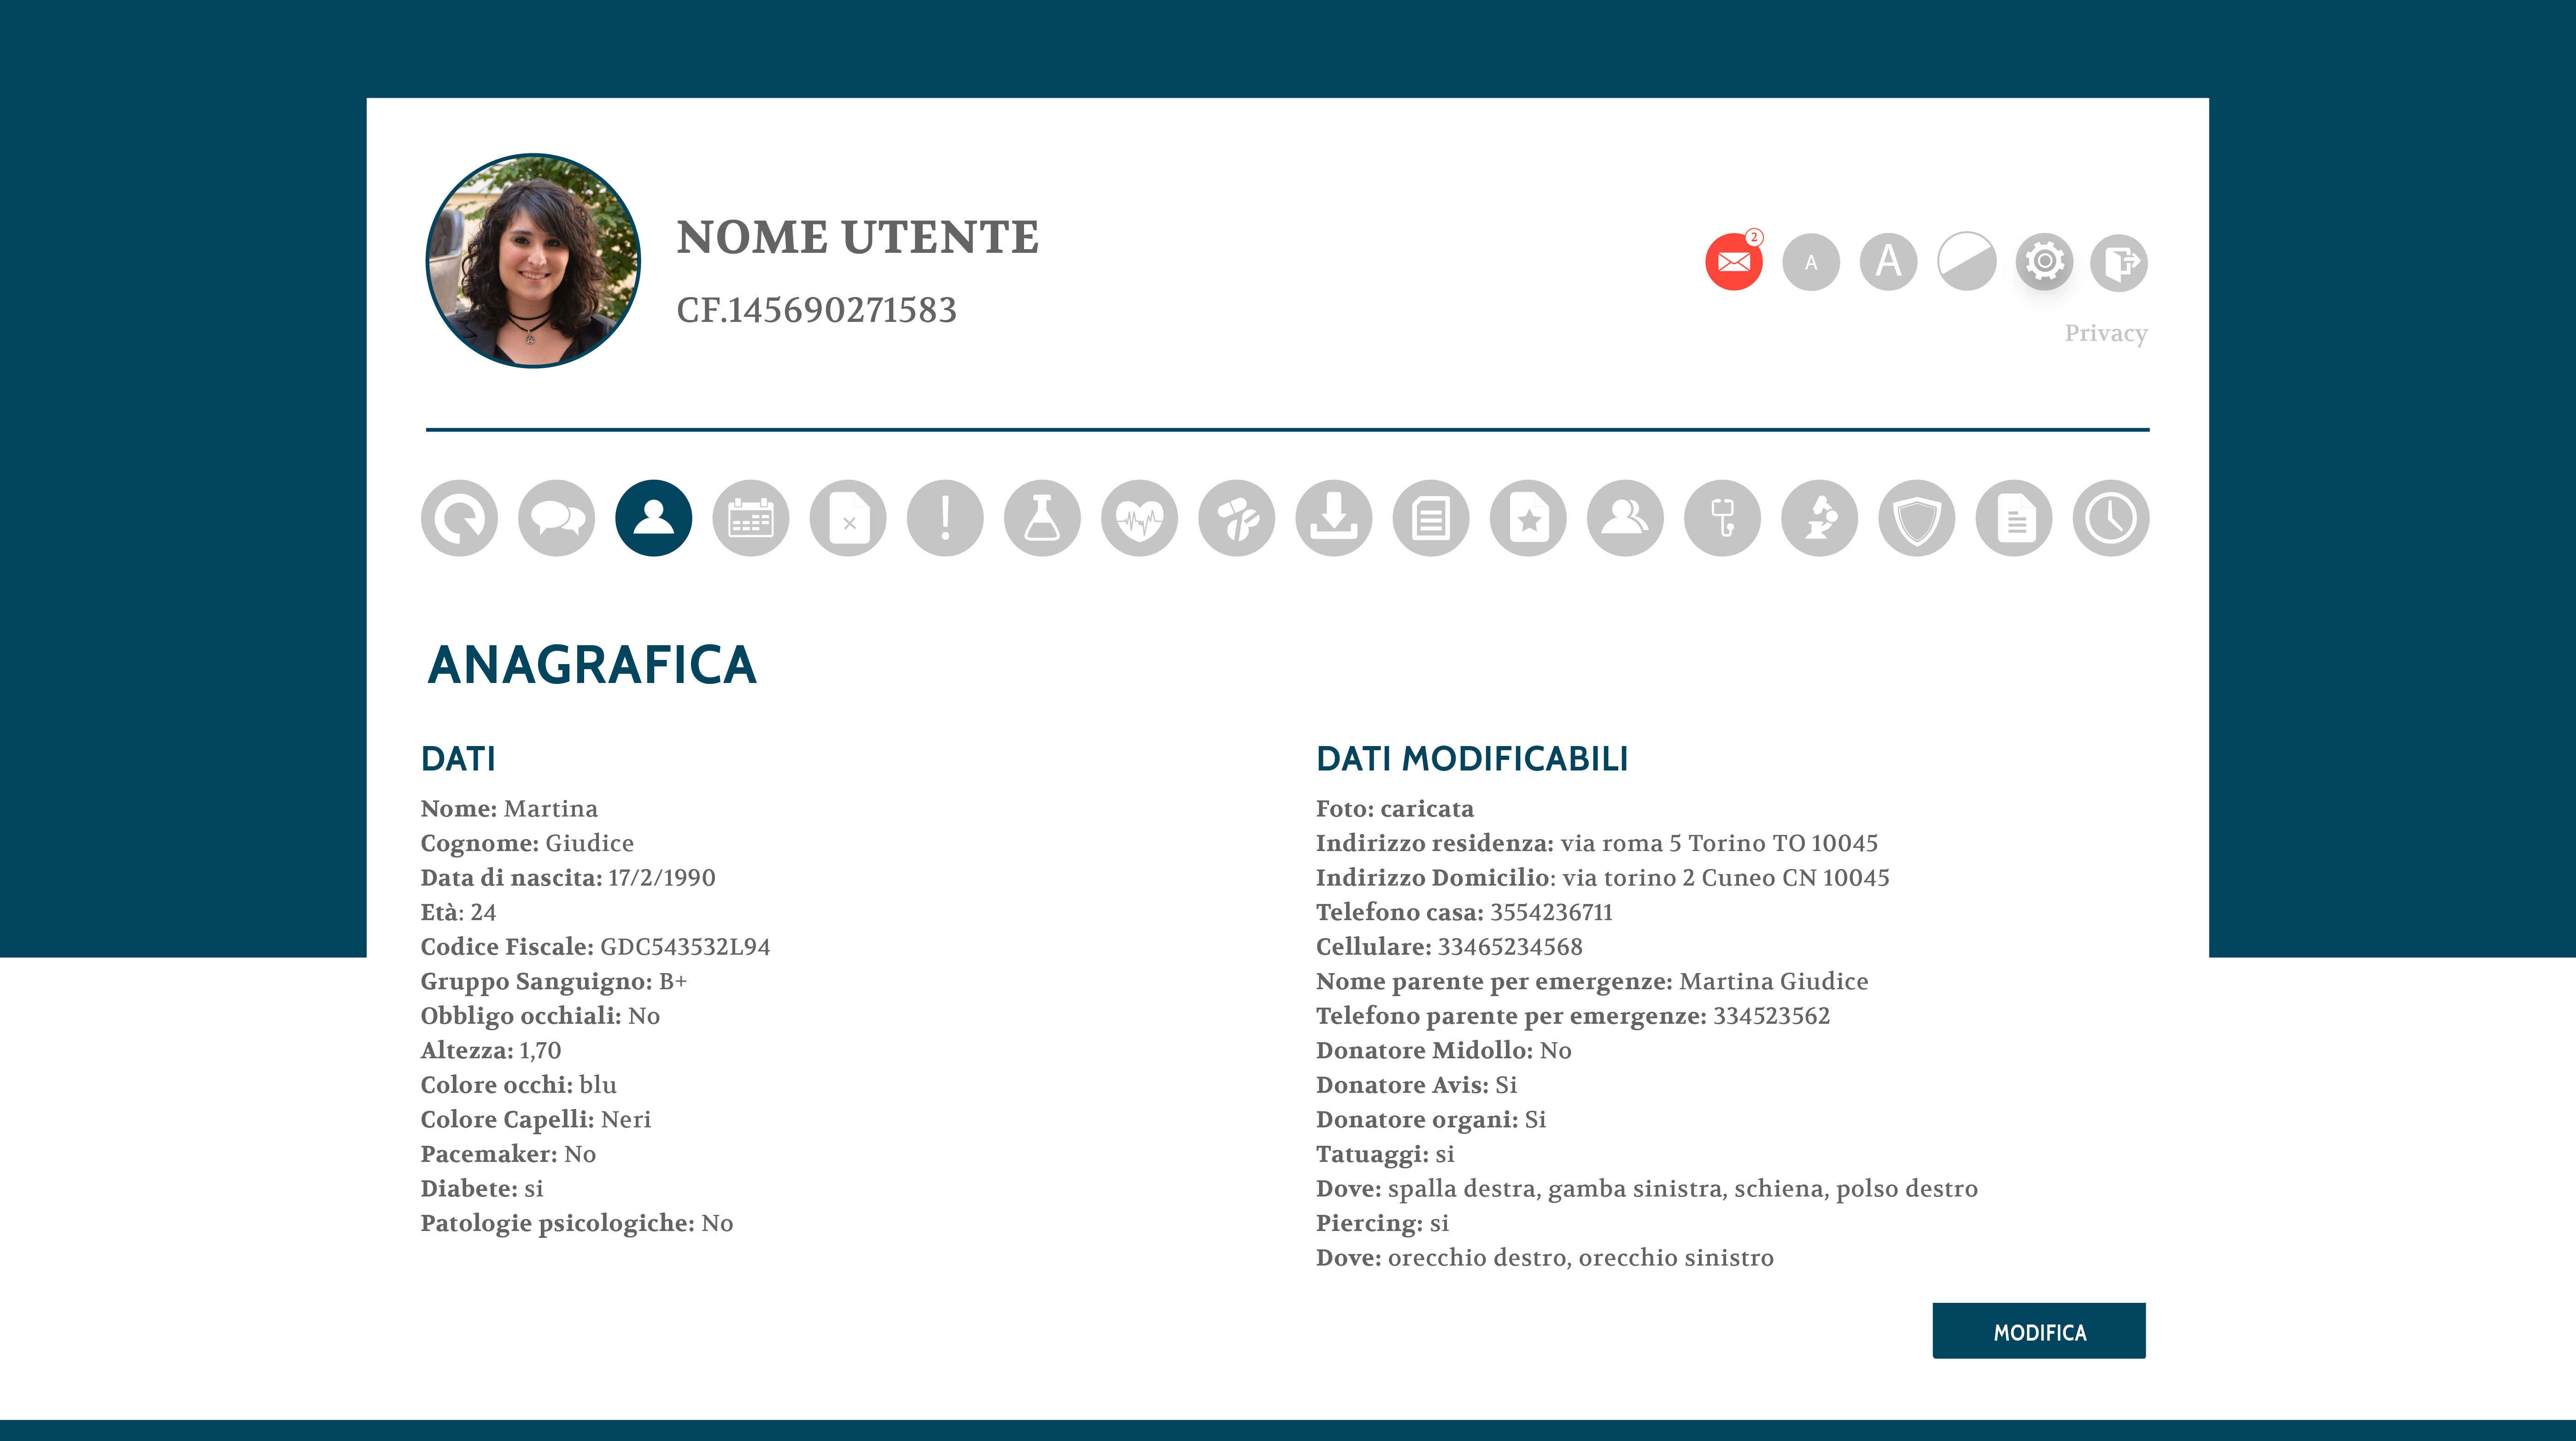 NOME UTENTE
CF.145690271583
2
A
A
Privacy
ANAGRAFICA
DATI
Nome: Martina
Cognome: Giudice
Data di nascita: 17/2/1990
Età: 24
Codice Fiscale: GDC543532L94
Gruppo Sanguigno: B+
Obbligo occhiali: No
Altezza: 1,70
Colore occhi: blu
Colore Capelli: Neri
Pacemaker: No
Diabete: si
Patologie psicologiche: No
DATI MODIFICABILI
Foto: caricata
Indirizzo residenza: via roma 5 Torino TO 10045
Indirizzo Domicilio: via torino 2 Cuneo CN 10045
Telefono casa: 3554236711
Cellulare: 33465234568
Nome parente per emergenze: Martina Giudice
Telefono parente per emergenze: 334523562
Donatore Midollo: No
Donatore Avis: Si
Donatore organi: Si
Tatuaggi: si
Dove: spalla destra, gamba sinistra, schiena, polso destro
Piercing: si
Dove: orecchio destro, orecchio sinistro
MODIFICA